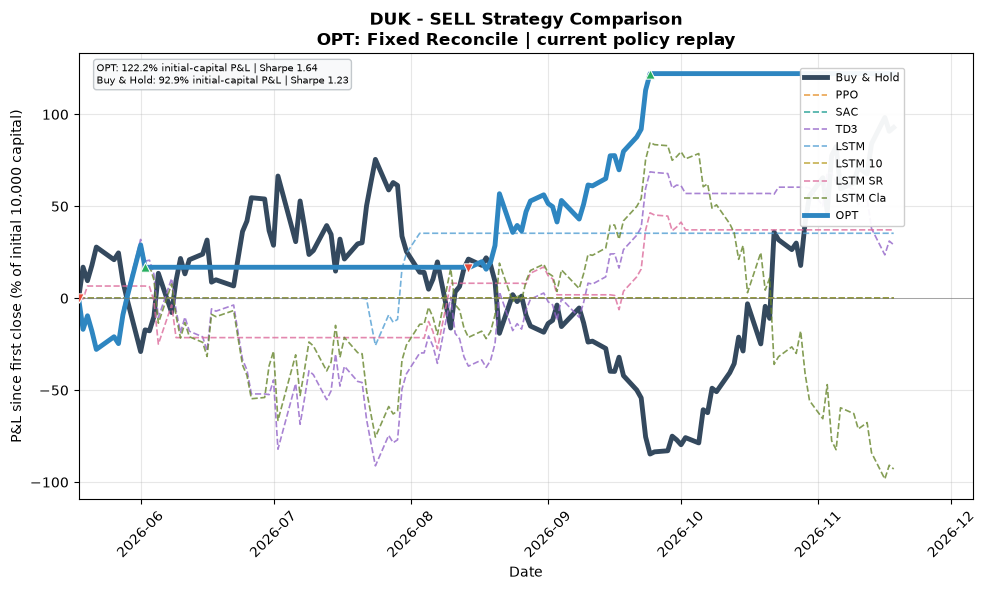 DUK - SELL Strategy Comparison
OPT: Fixed Reconcile | current policy replay
OPT: 122.2% initial-capital P&L | Sharpe 1.64
Buy & Hold: 92.9% initial-capital P&L | Sharpe 1.23
Buy & Hold
PPO
SAC
TD3
LSTM
LSTM 10
LSTM SR
LSTM Cla
OPT
P&L since first close (% of initial 10,000 capital)
100
50
0
−50
−100
2026-06
2026-07
2026-08
2026-09
2026-10
2026-11
2026-12
Date